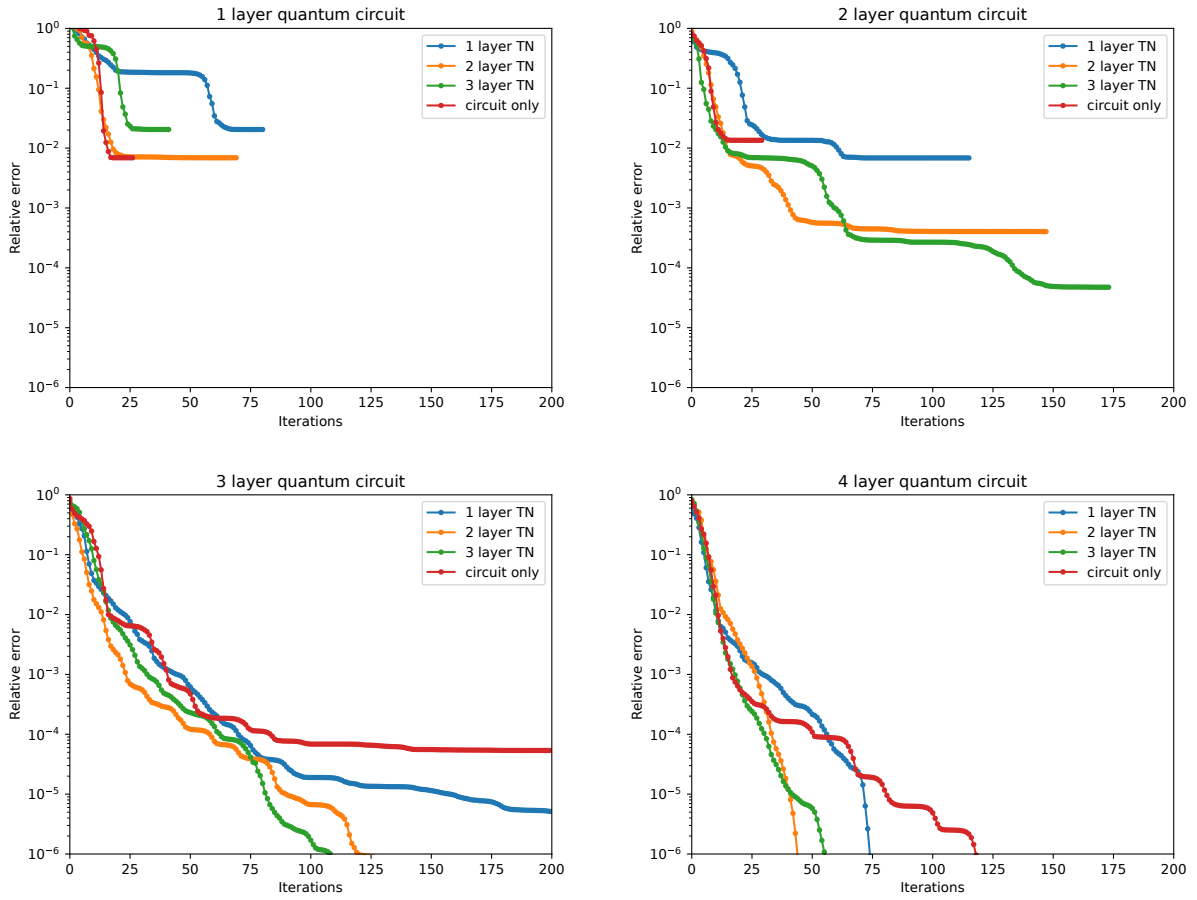 1 layer quantum circuit
Relative error
10⁰
10⁻¹
10⁻²
10⁻³
10⁻⁴
10⁻⁵
10⁻⁶
1 layer TN
2 layer TN
3 layer TN
circuit only
0 25 50 75 100 125 150 175 200
Iterations
2 layer quantum circuit
Relative error
10⁰
10⁻¹
10⁻²
10⁻³
10⁻⁴
10⁻⁵
10⁻⁶
1 layer TN
2 layer TN
3 layer TN
circuit only
0 25 50 75 100 125 150 175 200
Iterations
3 layer quantum circuit
Relative error
10⁰
10⁻¹
10⁻²
10⁻³
10⁻⁴
10⁻⁵
10⁻⁶
1 layer TN
2 layer TN
3 layer TN
circuit only
0 25 50 75 100 125 150 175 200
Iterations
4 layer quantum circuit
Relative error
10⁰
10⁻¹
10⁻²
10⁻³
10⁻⁴
10⁻⁵
10⁻⁶
1 layer TN
2 layer TN
3 layer TN
circuit only
0 25 50 75 100 125 150 175 200
Iterations